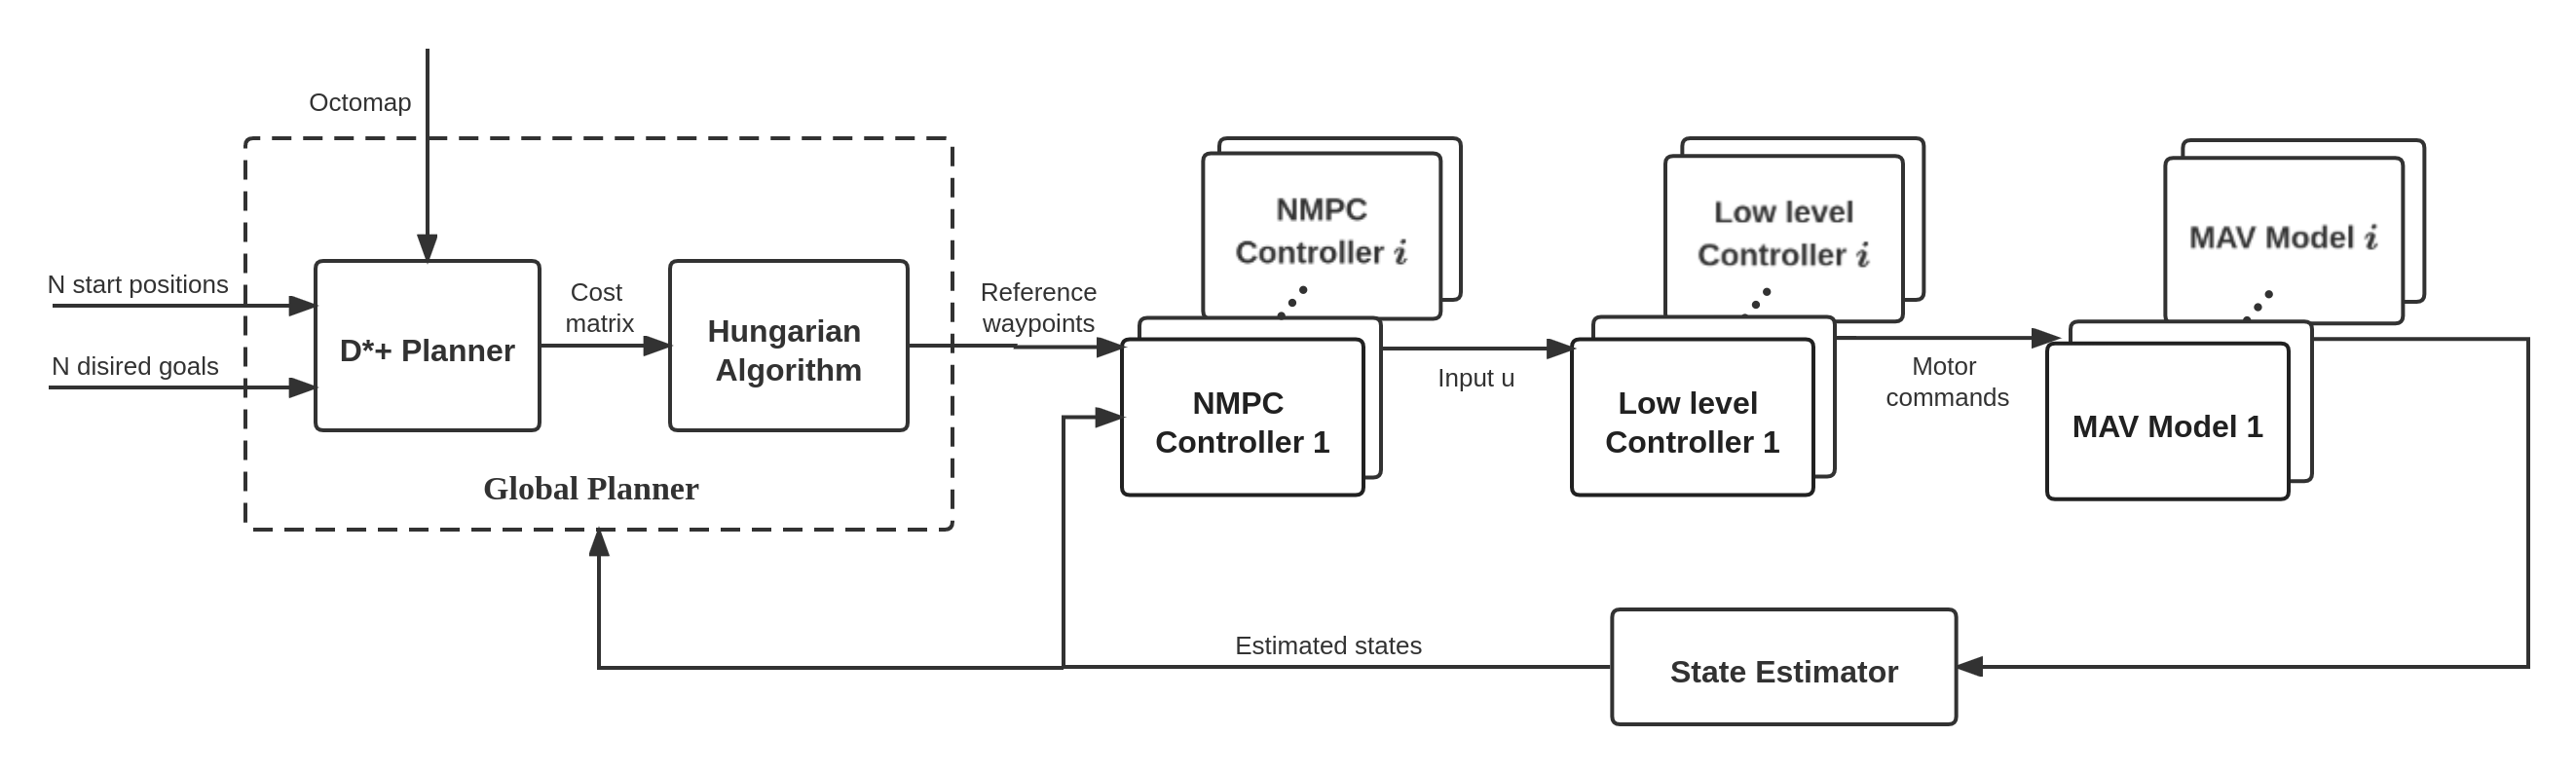 Octomap
N start positions
N disired goals
D*+ Planner
Cost
matrix
Hungarian
Algorithm
Global Planner
Reference
waypoints
NMPC
Controller i
NMPC
Controller 1
Input u
Low level
Controller i
Low level
Controller 1
Motor
commands
MAV Model i
MAV Model 1
Estimated states
State Estimator